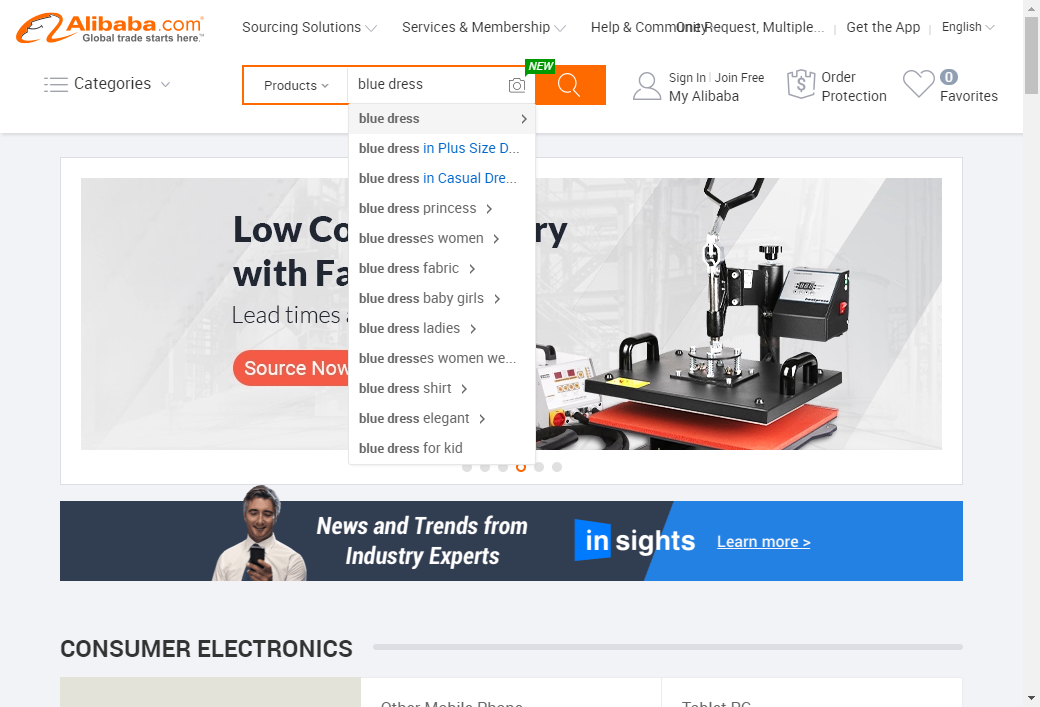 Alibaba.com
Global trade starts here.™
Sourcing Solutions
Services & Membership
Help & Community
One Request, Multiple...
Get the App
English
Categories
Products
blue dress
NEW
Sign In
Join Free
My Alibaba
Order
Protection
0
Favorites
blue dress
blue dress in Plus Size D...
blue dress in Casual Dre...
blue dress princess
blue dresses women
blue dress fabric
blue dress baby girls
blue dress ladies
blue dresses women we...
blue dress shirt
blue dress elegant
blue dress for kid
Low Co
ry
with Fa
Lead times
Source Now
News and Trends from
Industry Experts
in sights
Learn more >
CONSUMER ELECTRONICS
Other Mobile Phone
Tablet PC